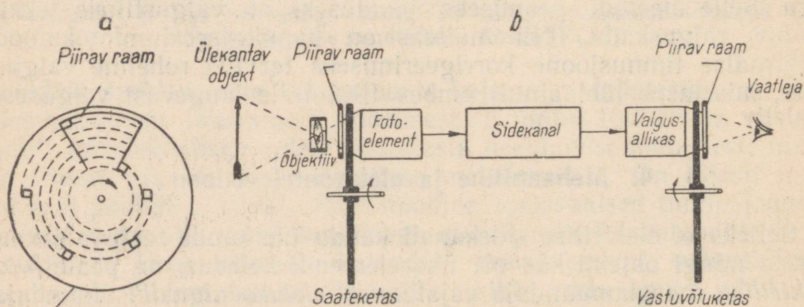 a
b
Piirav raam
Ülekantav
objekt
Piirav raam
Piirav raam
Vaatleja
Objektiiv
Foto-
element
Sidekanal
Valgus-
allikas
Saateketas
Vastuvõtuketas